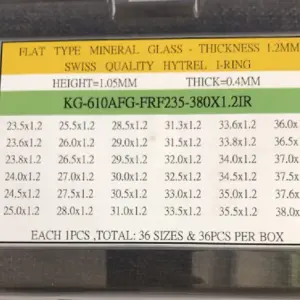 FLAT TYPE MINERAL GLASS - THICKNESS 1.2MM
SWISS QUALITY HYTREL I-RING
HEIGHT=1.05MM THICK=0.4MM
KG-610AFG-FRF235-380X1.2IR
23.5x1.2 25.5x1.2 28.5x1.2 31.3x1.2 33.6x1.2 36.0x
23.6x1.2 26.0x1.2 29.0x1.2 31.5x1.2 33.8x1.2 36.5x
23.8x1.2 26.5x1.2 29.5x1.2 32.0x1.2 34.0x1.2 37.0x
24.0x1.2 27.0x1.2 30.0x1.2 32.5x1.2 34.5x1.2 37.5x
24.5x1.2 27.5x1.2 30.5x1.2 33.0x1.2 35.0x1.2 37.6x
25.0x1.2 28.0x1.2 31.0x1.2 33.5x1.2 35.5x1.2 38.0x
EACH 1PCS ,TOTAL: 36 SIZES & 36PCS PER BOX